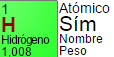 1 Atómico
H Sím
Hidrógeno Nombre
1.008 Peso